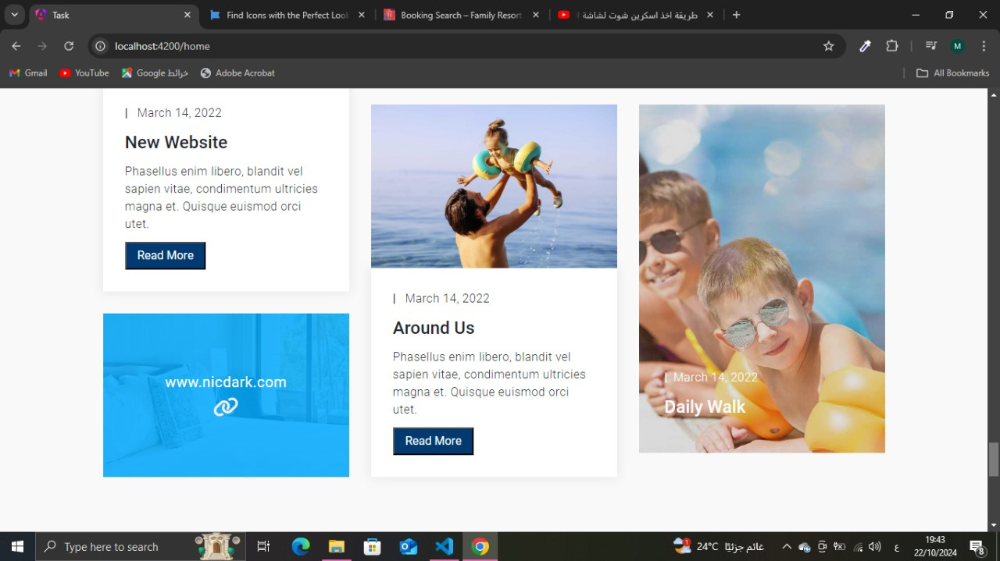 Task
Find Icons with the Perfect Look
Booking Search – Family Resort
طريقة اخذ اسكرين شوت لشاشة ا
localhost:4200/home
M
Gmail
YouTube
خرائط Google
Adobe Acrobat
All Bookmarks
| March 14, 2022
New Website
Phasellus enim libero, blandit vel
sapien vitae, condimentum ultricies
magna et. Quisque euismod orci
utet.
Read More
www.nicdark.com
| March 14, 2022
Around Us
Phasellus enim libero, blandit vel
sapien vitae, condimentum ultricies
magna et. Quisque euismod orci
utet.
Read More
| March 14, 2022
Daily Walk
Type here to search
1
24°C غائم جزئيًا
ع
19:43
22/10/2024
8